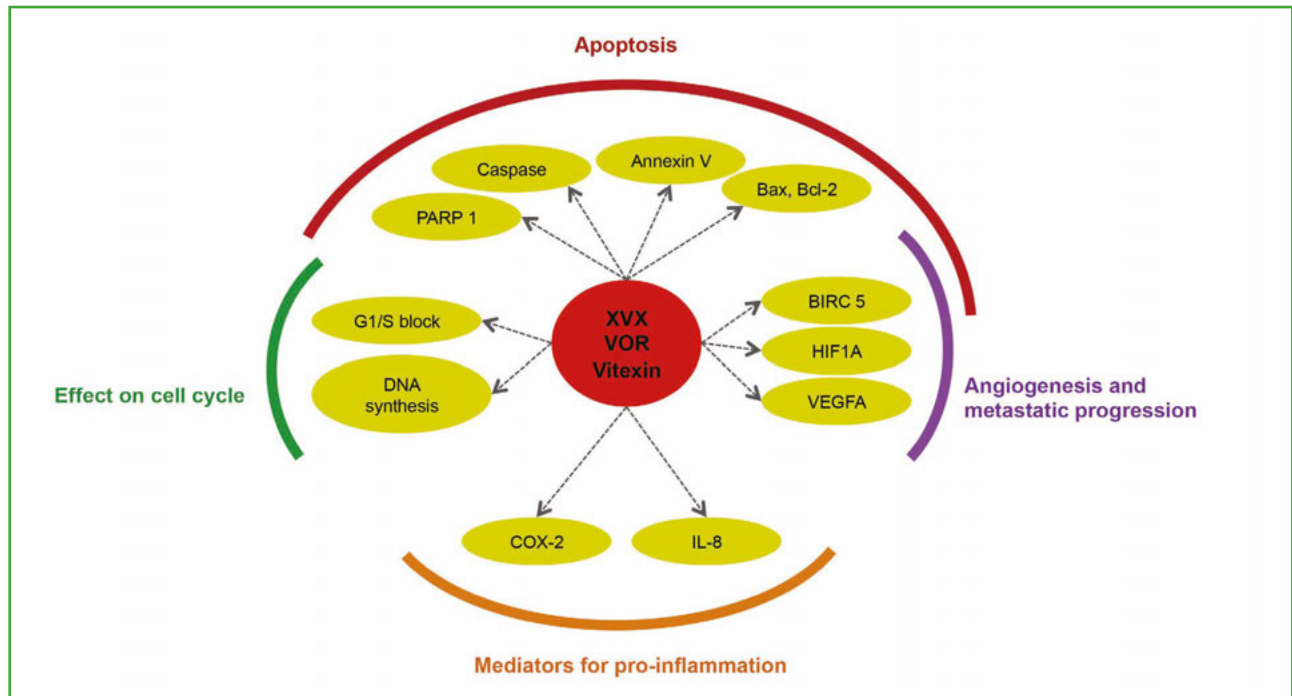 Apoptosis
Annexin V
Caspase
Bax, Bcl-2
PARP 1
BIRC 5
G1/S block
XVX
VOR
Vitexin
HIF1A
DNA
synthesis
VEGFA
Effect on cell cycle
Angiogenesis and
metastatic progression
COX-2
IL-8
Mediators for pro-inflammation